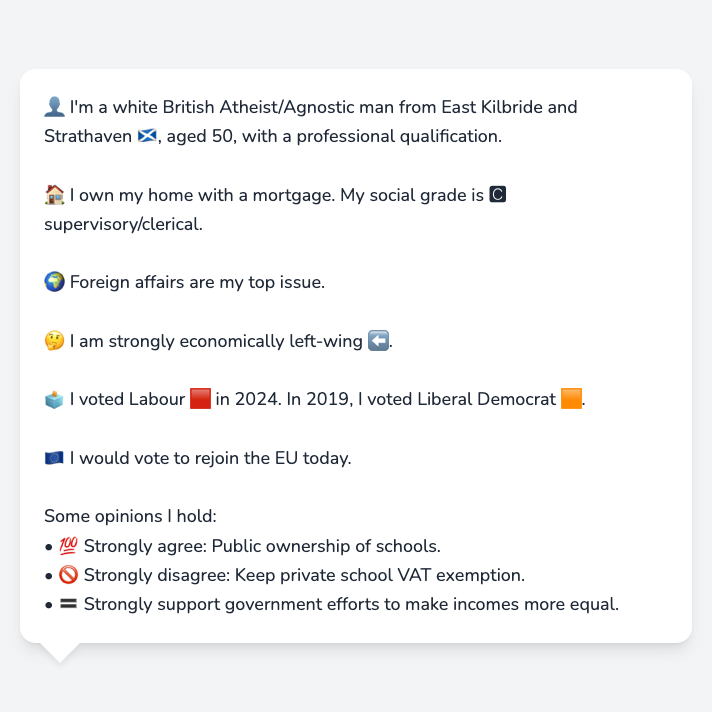 👤 I'm a white British Atheist/Agnostic man from East Kilbride and
Strathaven 🏴󠁧󠁢󠁳󠁣󠁴󠁿, aged 50, with a professional qualification.
🏠 I own my home with a mortgage. My social grade is 🅲
supervisory/clerical.
🌍 Foreign affairs are my top issue.
🤔 I am strongly economically left-wing ⬅️.
🗳️ I voted Labour 🟥 in 2024. In 2019, I voted Liberal Democrat 🟧.
🇪🇺 I would vote to rejoin the EU today.
Some opinions I hold:
• 💯 Strongly agree: Public ownership of schools.
• 🚫 Strongly disagree: Keep private school VAT exemption.
• 🟰 Strongly support government efforts to make incomes more equal.